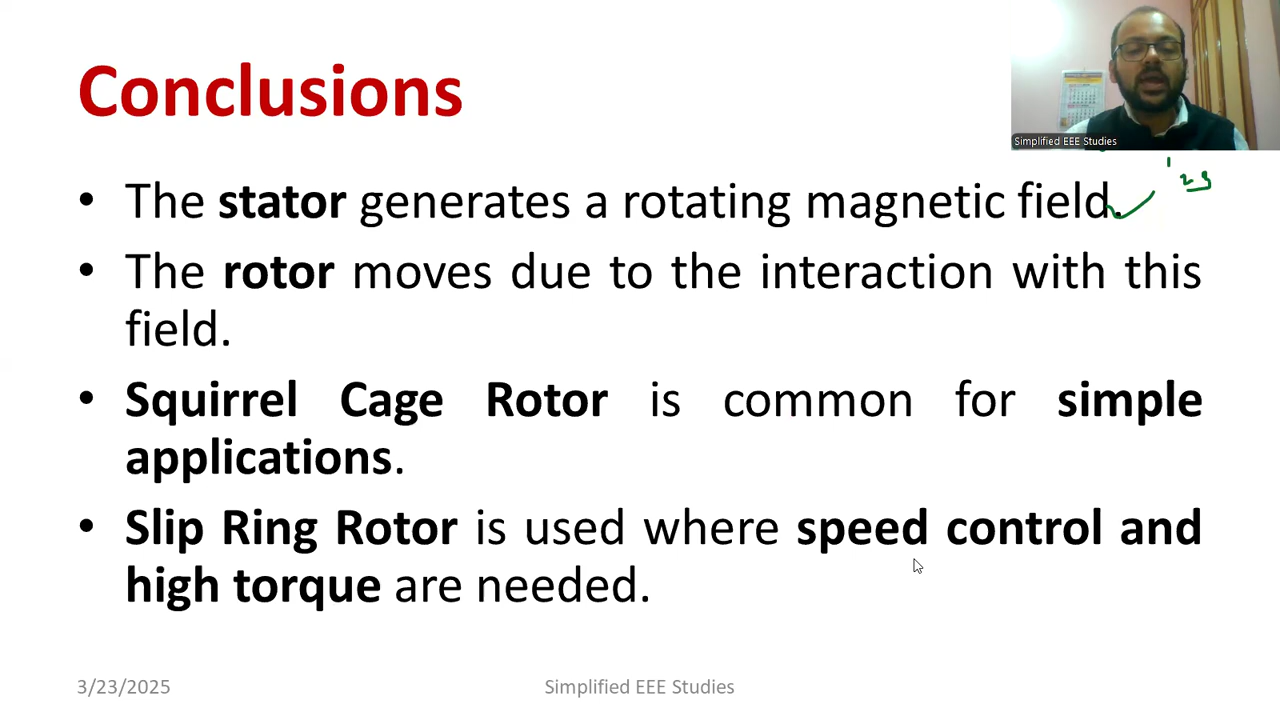 Conclusions
Simplified EEE Studies
• The stator generates a rotating magnetic field.
• The rotor moves due to the interaction with this
field.
• Squirrel Cage Rotor is common for simple
applications.
• Slip Ring Rotor is used where speed control and
high torque are needed.
3/23/2025
Simplified EEE Studies